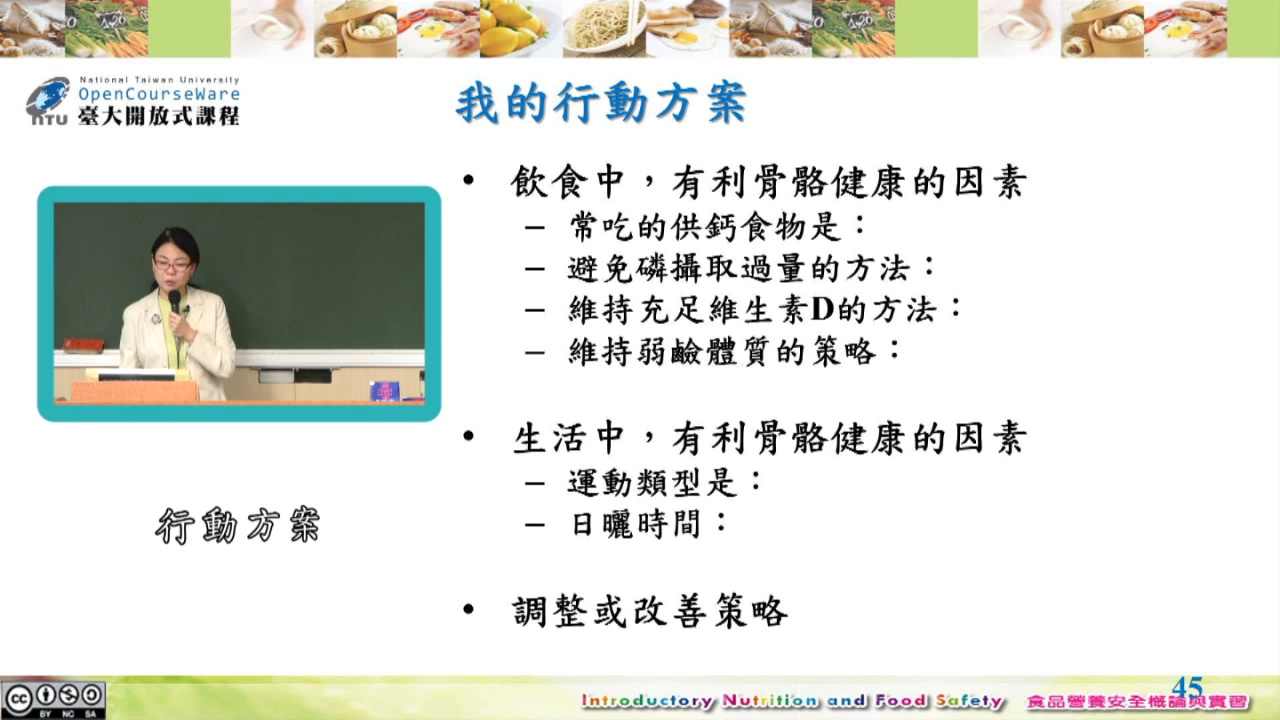 National Taiwan University
OpenCourseWare
NTU 臺大開放式課程
我的行動方案
• 飲食中，有利骨骼健康的因素
– 常吃的供鈣食物是：
– 避免磷攝取過量的方法：
– 維持充足維生素D的方法：
– 維持弱鹼體質的策略：
• 生活中，有利骨骼健康的因素
– 運動類型是：
– 日曬時間：
• 調整或改善策略
行動方案
CC BY NC SA
Introductory Nutrition and Food Safety 食品營養安全概論與實習
45